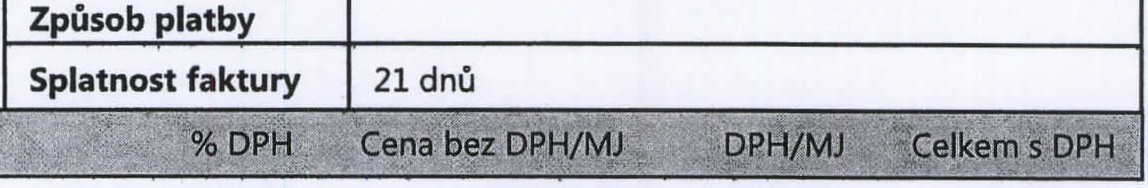 Způsob platby
Splatnost faktury 21 dnů
% DPH Cena bez DPH/MJ DPH/MJ Celkem s DPH